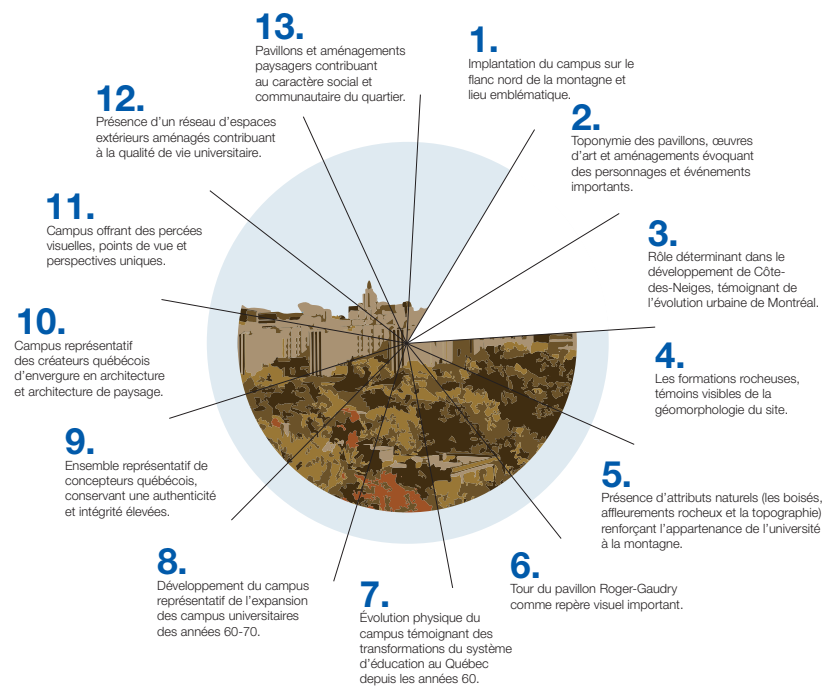 1.
Implantation du campus sur le
flanc nord de la montagne et
lieu emblématique.
2.
Toponymie des pavillons, œuvres
d'art et aménagements évoquant
des personnages et événements
importants.
3.
Rôle déterminant dans le
développement de Côte-
des-Neiges, témoignant de
l'évolution urbaine de Montréal.
4.
Les formations rocheuses,
témoins visibles de la
géomorphologie du site.
5.
Présence d'attributs naturels (les boisés,
affleurements rocheux et la topographie)
renforçant l'appartenance de l'université
à la montagne.
6.
Tour du pavillon Roger-Gaudry
comme repère visuel important.
7.
Évolution physique du
campus témoignant des
transformations du système
d'éducation au Québec
depuis les années 60.
8.
Développement du campus
représentatif de l'expansion
des campus universitaires
des années 60-70.
9.
Ensemble représentatif de
concepteurs québécois,
conservant une authenticité
et intégrité élevées.
10.
Campus représentatif
des créateurs québécois
d'envergure en architecture
et architecture de paysage.
11.
Campus offrant des percées
visuelles, points de vue et
perspectives uniques.
12.
Présence d'un réseau d'espaces
extérieurs aménagés contribuant
à la qualité de vie universitaire.
13.
Pavillons et aménagements
paysagers contribuant
au caractère social et
communautaire du quartier.